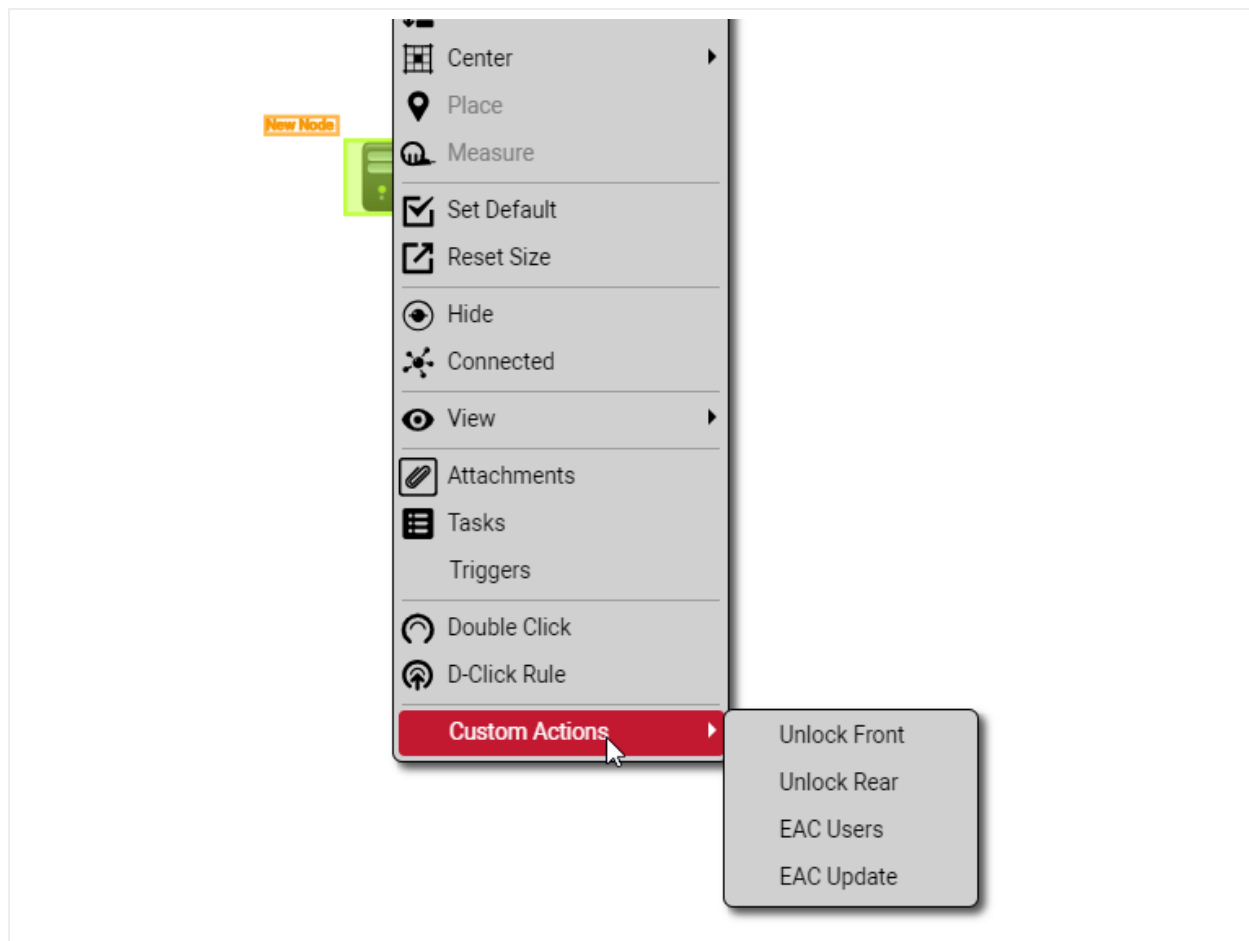 Center
Place
New Node
Measure
Set Default
Reset Size
Hide
Connected
View
Attachments
Tasks
Triggers
Double Click
D-Click Rule
Custom Actions
Unlock Front
Unlock Rear
EAC Users
EAC Update